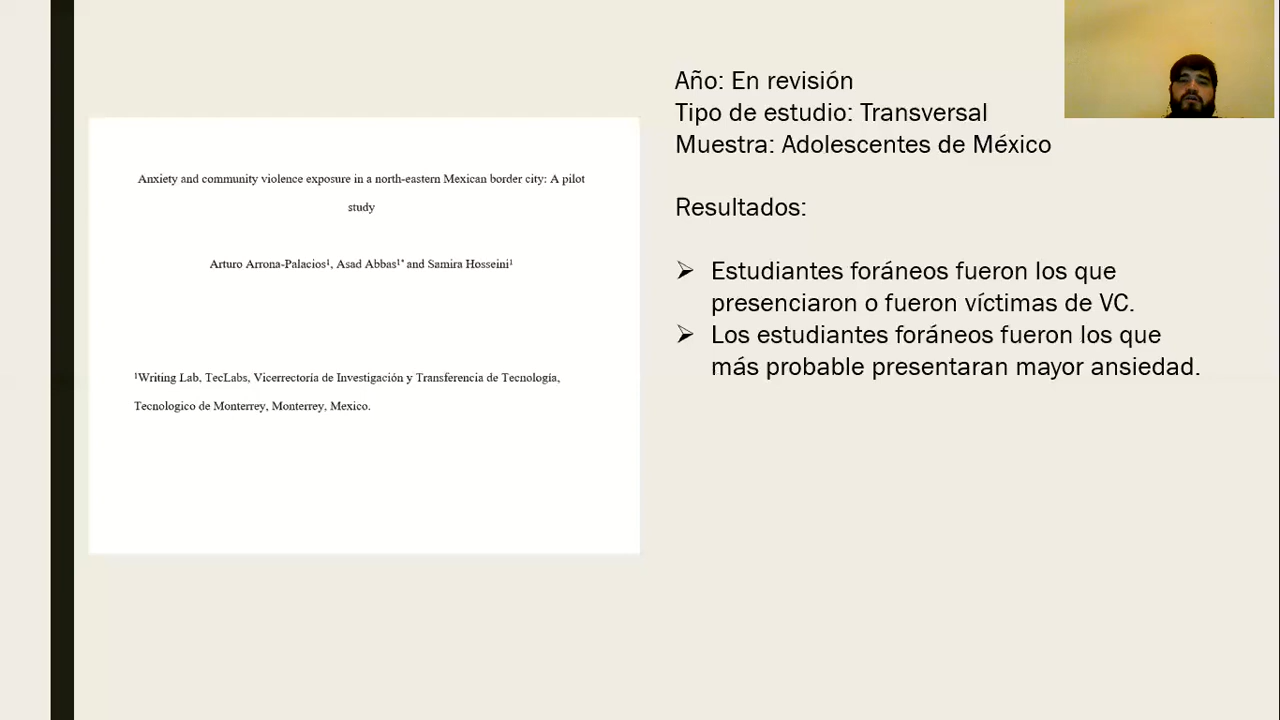 Anxiety and community violence exposure in a north-eastern Mexican border city: A pilot
study
Arturo Arrona-Palacios¹, Asad Abbas¹* and Samira Hosseini¹
¹Writing Lab, TecLabs, Vicerrectoría de Investigación y Transferencia de Tecnología,
Tecnologico de Monterrey, Monterrey, Mexico.
Año: En revisión
Tipo de estudio: Transversal
Muestra: Adolescentes de México
Resultados:
➢ Estudiantes foráneos fueron los que
presenciaron o fueron víctimas de VC.
➢ Los estudiantes foráneos fueron los que
más probable presentaran mayor ansiedad.